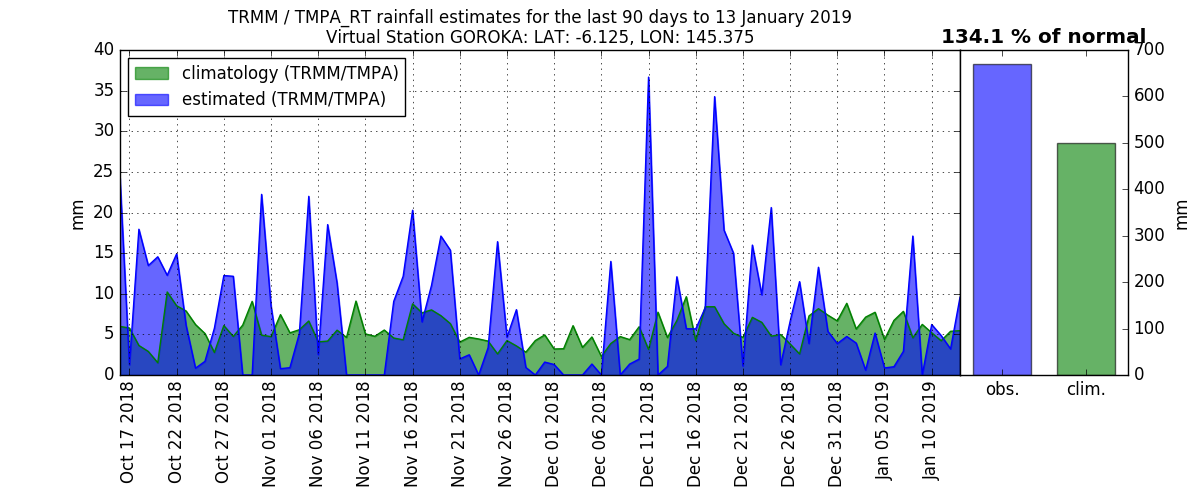 TRMM / TMPA_RT rainfall estimates for the last 90 days to 13 January 2019
Virtual Station GOROKA: LAT: -6.125, LON: 145.375
134.1 % of normal
climatology (TRMM/TMPA)
estimated (TRMM/TMPA)
40
35
30
25
20
15
10
5
0
mm
Oct 17 2018
Oct 22 2018
Oct 27 2018
Nov 01 2018
Nov 06 2018
Nov 11 2018
Nov 16 2018
Nov 21 2018
Nov 26 2018
Dec 01 2018
Dec 06 2018
Dec 11 2018
Dec 16 2018
Dec 21 2018
Dec 26 2018
Dec 31 2018
Jan 05 2019
Jan 10 2019
obs.
clim.
700
600
500
400
300
200
100
0
mm